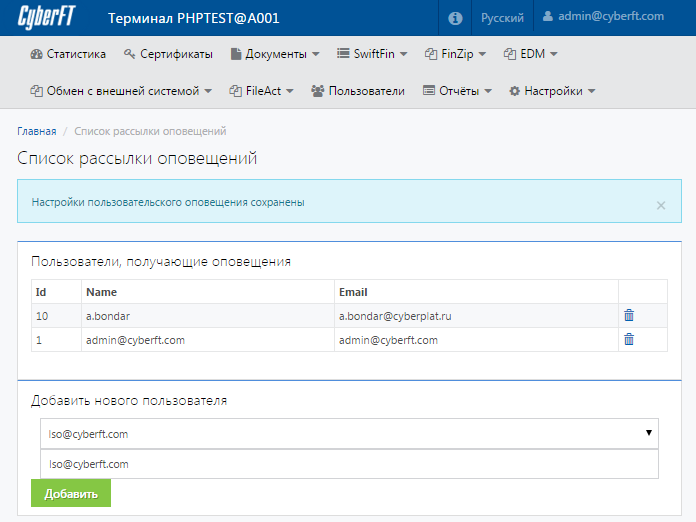 CyberFT
Терминал PHPTEST@A001
Русский
admin@cyberft.com
Статистика
Сертификаты
Документы
SwiftFin
FinZip
EDM
Обмен с внешней системой
FileAct
Пользователи
Отчёты
Настройки
Главная / Список рассылки оповещений
Список рассылки оповещений
Настройки пользовательского оповещения сохранены ×
Пользователи, получающие оповещения
Id Name Email
10 a.bondar a.bondar@cyberplat.ru
1 admin@cyberft.com admin@cyberft.com
Добавить нового пользователя
lso@cyberft.com
lso@cyberft.com
Добавить